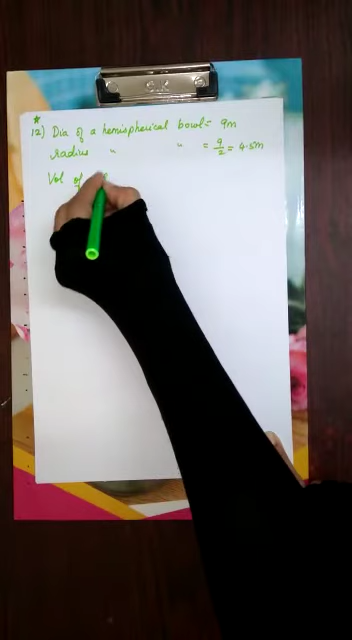 *
12) Dia of a hemispherical bowl = 9m
radius " " = 9/2 = 4.5m
Vol of